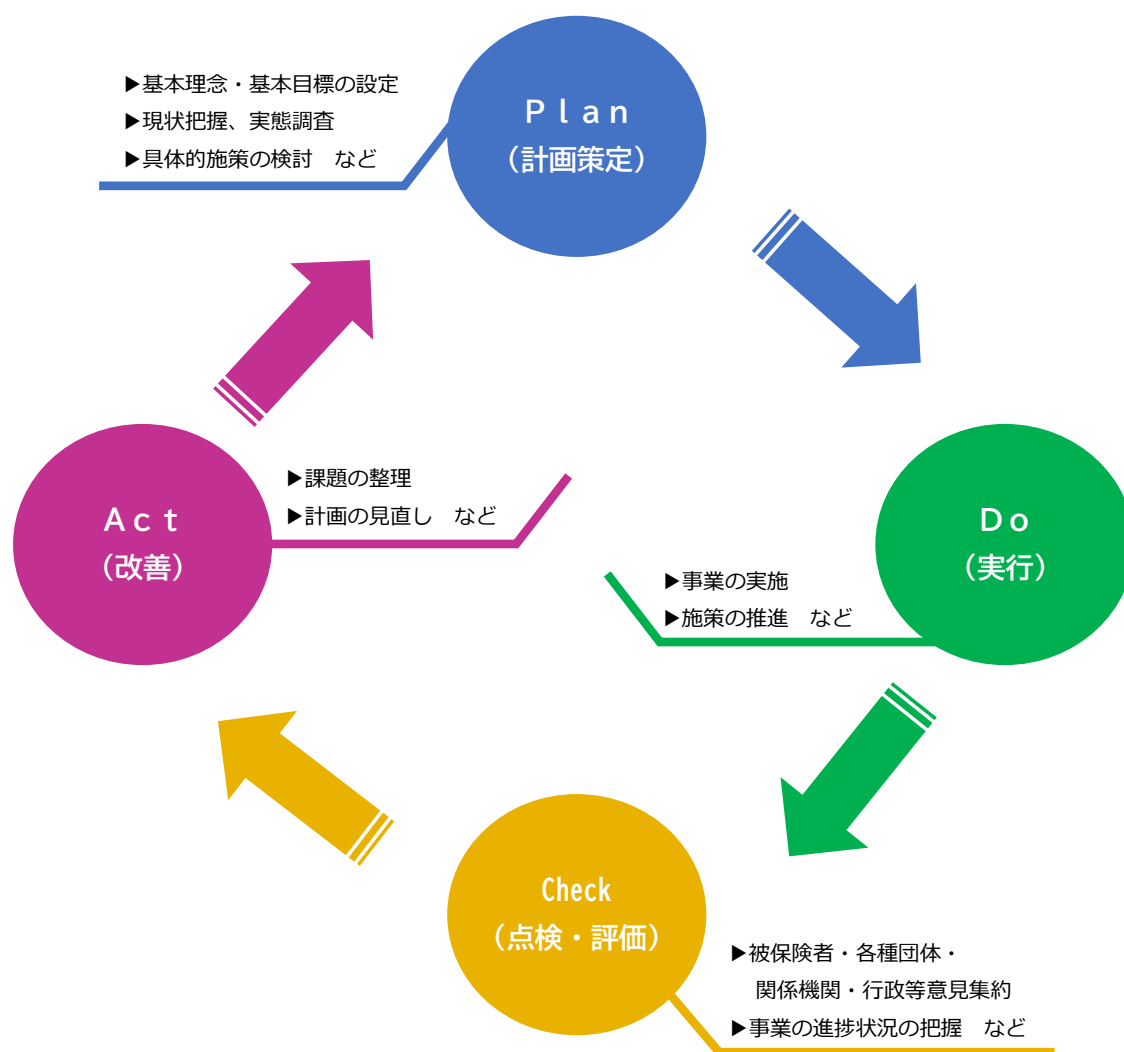 ▶基本理念・基本目標の設定
▶現状把握、実態調査
▶具体的施策の検討　など
Ｐｌａｎ
（計画策定）
Ａｃｔ
（改善）
▶課題の整理
▶計画の見直し　など
Ｄｏ
（実行）
▶事業の実施
▶施策の推進　など
Check
（点検・評価）
▶被保険者・各種団体・
関係機関・行政等意見集約
▶事業の進捗状況の把握　など